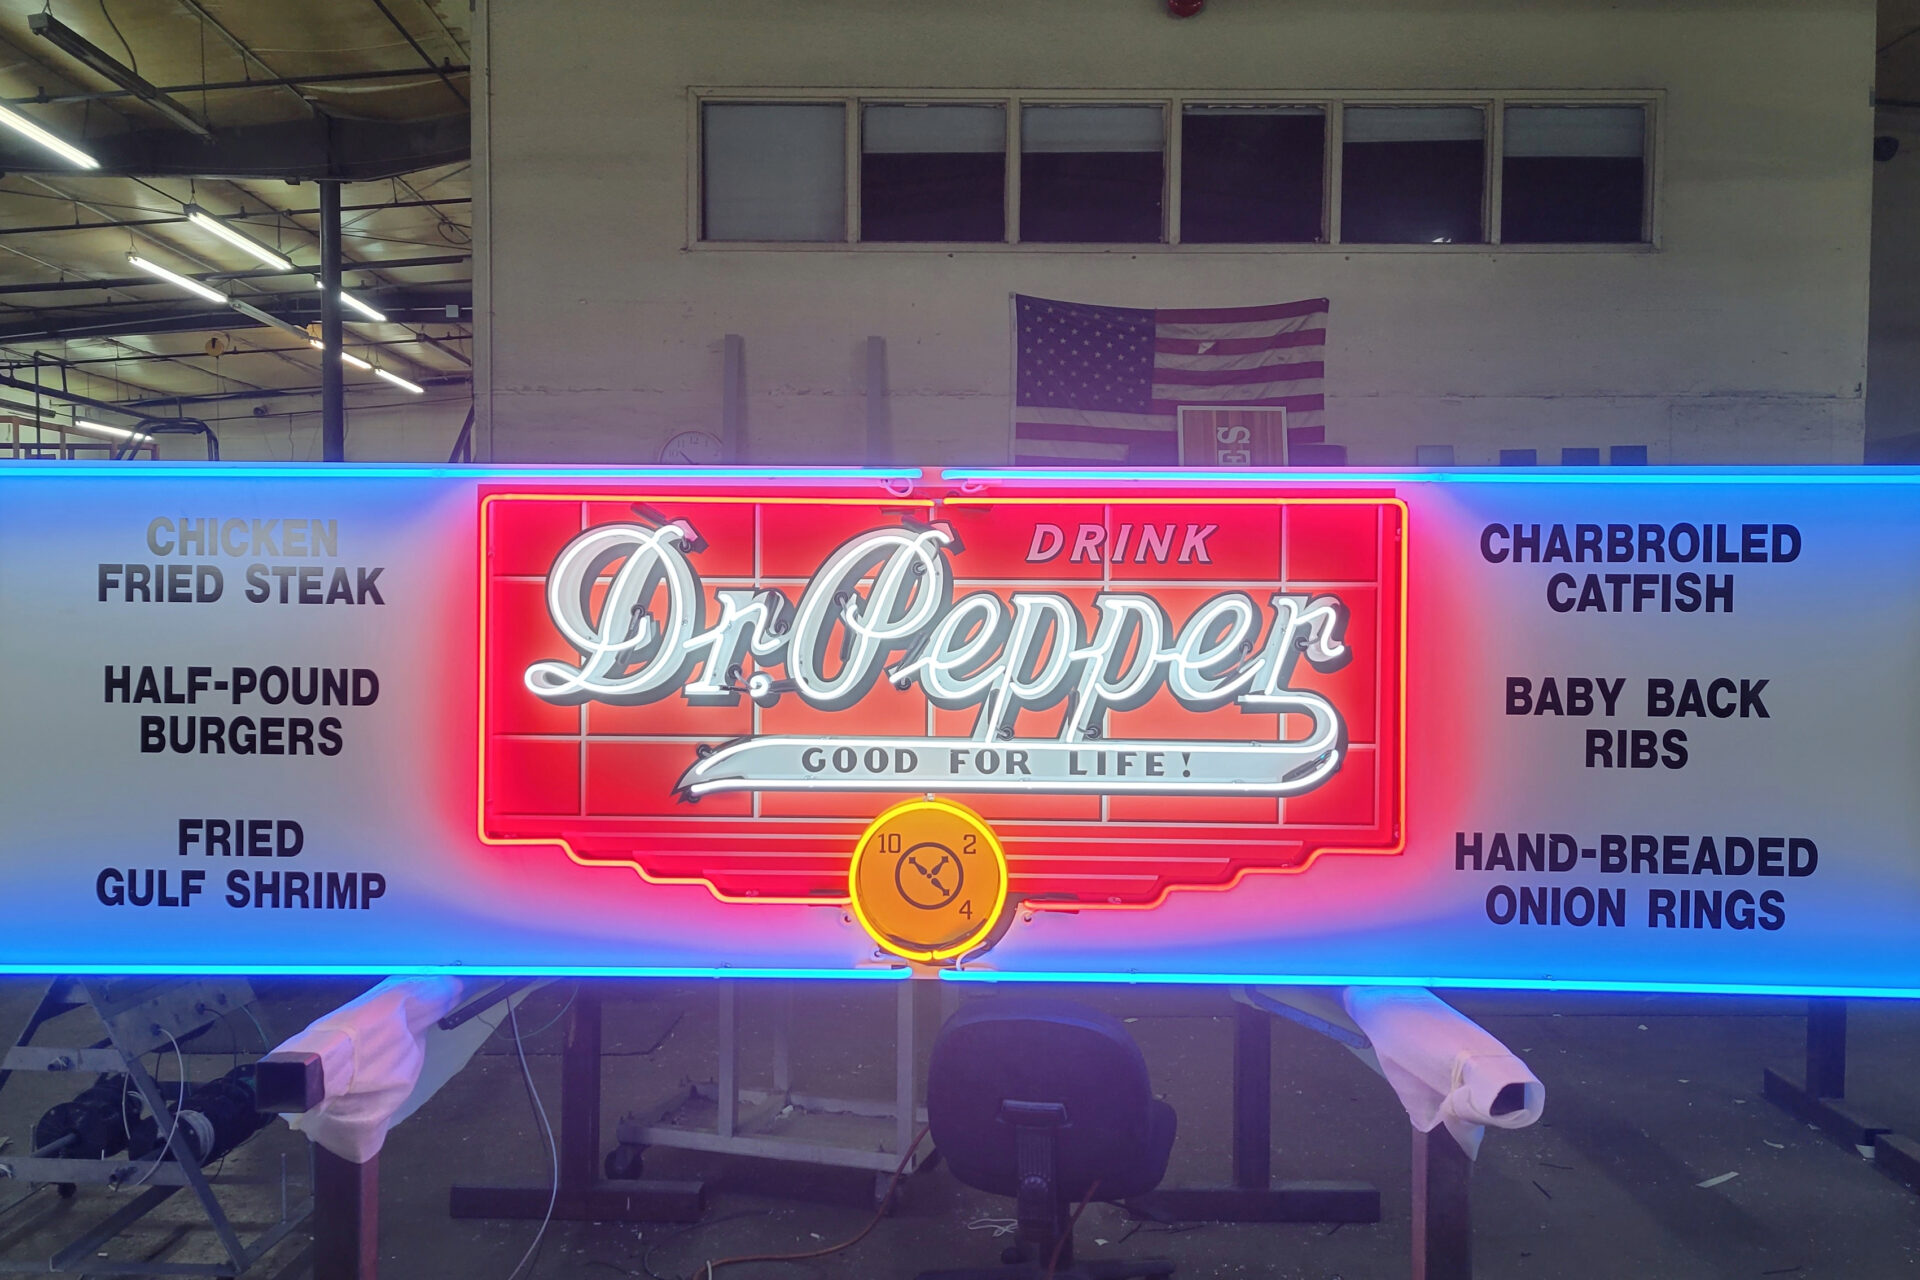 CHICKEN
FRIED STEAK
HALF-POUND
BURGERS
FRIED
GULF SHRIMP
DRINK
Dr. Pepper
GOOD FOR LIFE!
10 2
4
CHARBROILED
CATFISH
BABY BACK
RIBS
HAND-BREADED
ONION RINGS